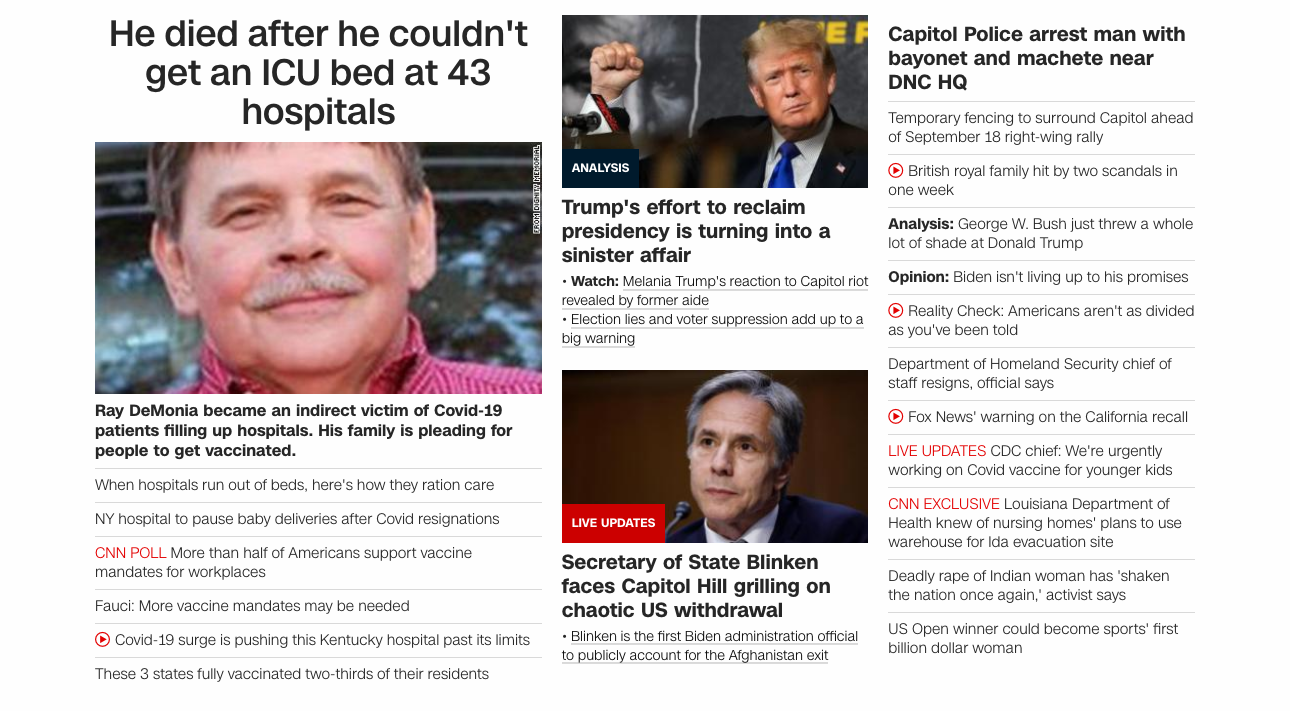 He died after he couldn't
get an ICU bed at 43
hospitals
FROM DIGNITY MEMORIAL
Ray DeMonia became an indirect victim of Covid-19
patients filling up hospitals. His family is pleading for
people to get vaccinated.
When hospitals run out of beds, here's how they ration care
NY hospital to pause baby deliveries after Covid resignations
CNN POLL More than half of Americans support vaccine
mandates for workplaces
Fauci: More vaccine mandates may be needed
Covid-19 surge is pushing this Kentucky hospital past its limits
These 3 states fully vaccinated two-thirds of their residents
ANALYSIS
Trump's effort to reclaim
presidency is turning into a
sinister affair
• Watch: Melania Trump's reaction to Capitol riot
revealed by former aide
• Election lies and voter suppression add up to a
big warning
LIVE UPDATES
Secretary of State Blinken
faces Capitol Hill grilling on
chaotic US withdrawal
• Blinken is the first Biden administration official
to publicly account for the Afghanistan exit
Capitol Police arrest man with
bayonet and machete near
DNC HQ
Temporary fencing to surround Capitol ahead
of September 18 right-wing rally
British royal family hit by two scandals in
one week
Analysis: George W. Bush just threw a whole
lot of shade at Donald Trump
Opinion: Biden isn't living up to his promises
Reality Check: Americans aren't as divided
as you've been told
Department of Homeland Security chief of
staff resigns, official says
Fox News' warning on the California recall
LIVE UPDATES CDC chief: We're urgently
working on Covid vaccine for younger kids
CNN EXCLUSIVE Louisiana Department of
Health knew of nursing homes' plans to use
warehouse for Ida evacuation site
Deadly rape of Indian woman has 'shaken
the nation once again,' activist says
US Open winner could become sports' first
billion dollar woman